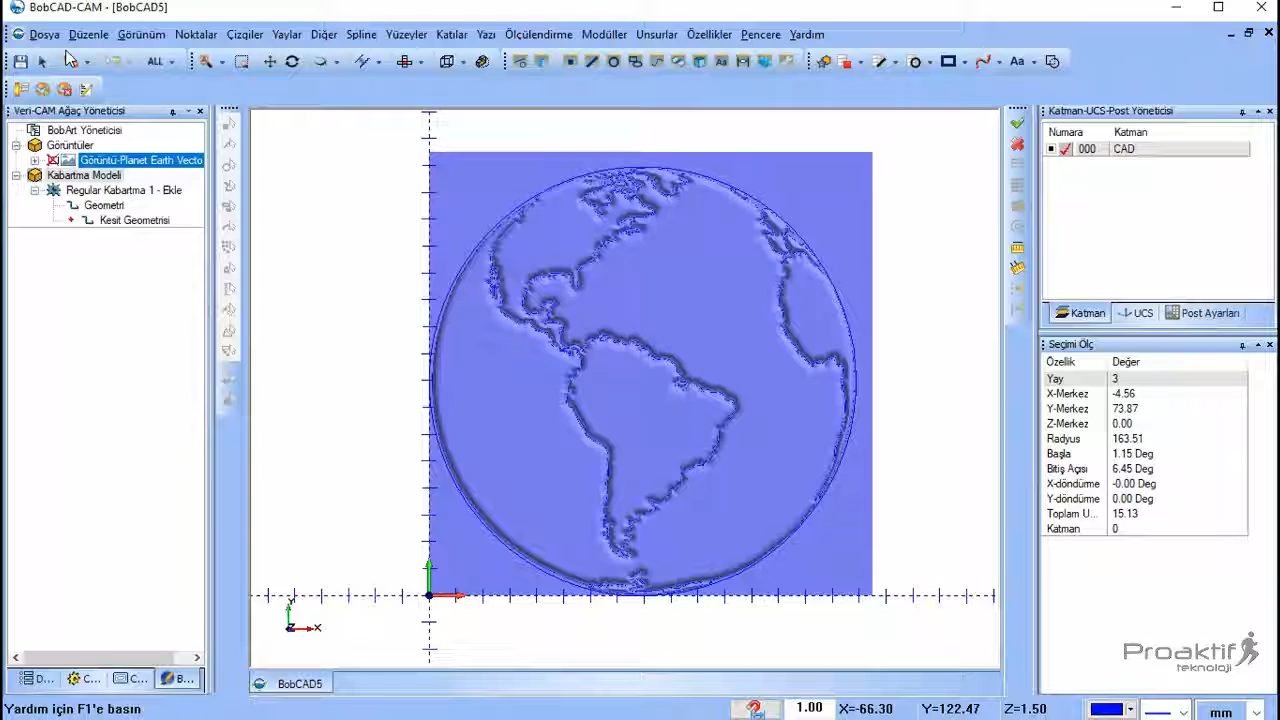 BobCAD-CAM - [BobCAD5]
Dosya Düzenle Görünüm Noktalar Çizgiler Yaylar Diğer Spline Yüzeyler Katılar Yazı Ölçülendirme Modüller Unsurlar Özellikler Pencere Yardım
ALL
Aa
Aa
Veri-CAM Ağaç Yöneticisi
BobArt Yöneticisi
Görüntüler
Görüntü-Planet Earth Vecto
Kabartma Modeli
Regular Kabartma 1 - Ekle
Geometri
Kesit Geometrisi
D...
C...
C...
B...
Y
Z
X
BobCAD5
Katman-UCS-Post Yöneticisi
Numara Katman
000 CAD
Katman
UCS
Post Ayarları
Seçimi Ölç
Özellik Değer
Yay 3
X-Merkez -4.56
Y-Merkez 73.87
Z-Merkez 0.00
Radyus 163.51
Başla 1.15 Deg
Bitiş Açısı 6.45 Deg
X-döndürme -0.00 Deg
Y-döndürme 0.00 Deg
Toplam U... 15.13
Katman 0
Proaktif
teknoloji
Yardım için F1'e basın
1.00 X=-66.30 Y=122.47 Z=1.50 mm